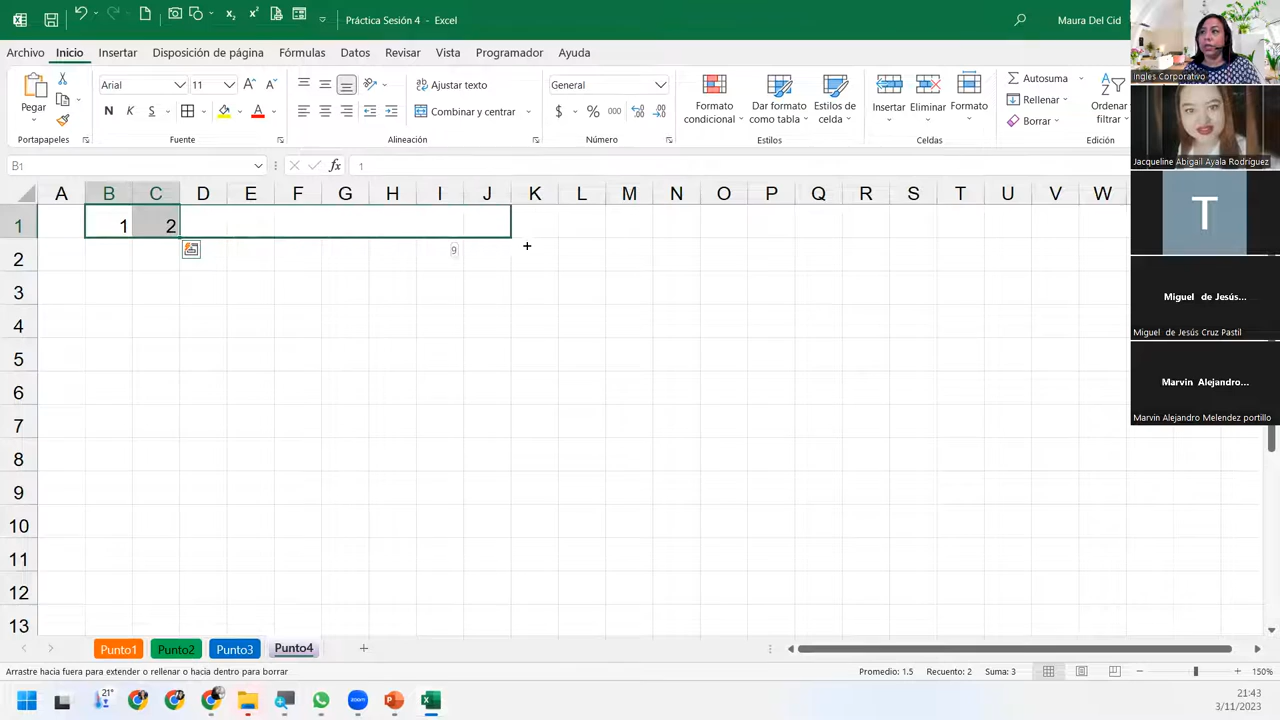 Práctica Sesión 4 - Excel
Maura Del Cid
Archivo Inicio Insertar Disposición de página Fórmulas Datos Revisar Vista Programador Ayuda
Pegar
Portapapeles
Arial 11
N K S
Fuente
Ajustar
Combinar y centrar
Alineación
General
$ % 000
Número
Formato condicional
Dar formato como tabla
Estilos de celda
Estilos
Insertar
Eliminar
Formato
Celdas
Autosuma
Rellenar
Borrar
Ordenar
filtrar
Edición
B1
fx 1
A B C D E F G H I J K L M N O P Q R S T U V W
1 1 2
2 9
3
4
5
6
7
8
9
10
11
12
13
Ingles Corporativo
Jacqueline Abigail Ayala Rodríguez
T
Miguel de Jesús...
Miguel de Jesús Cruz Pastil
Marvin Alejandro...
Marvin Alejandro Melendez portillo
Punto1 Punto2 Punto3 Punto4
Arrastre hacia fuera para extender o rellenar o hacia dentro para borrar
Promedio: 1.5 Recuento: 2 Suma: 3
150%
21°
zoom
21:43
3/11/2023